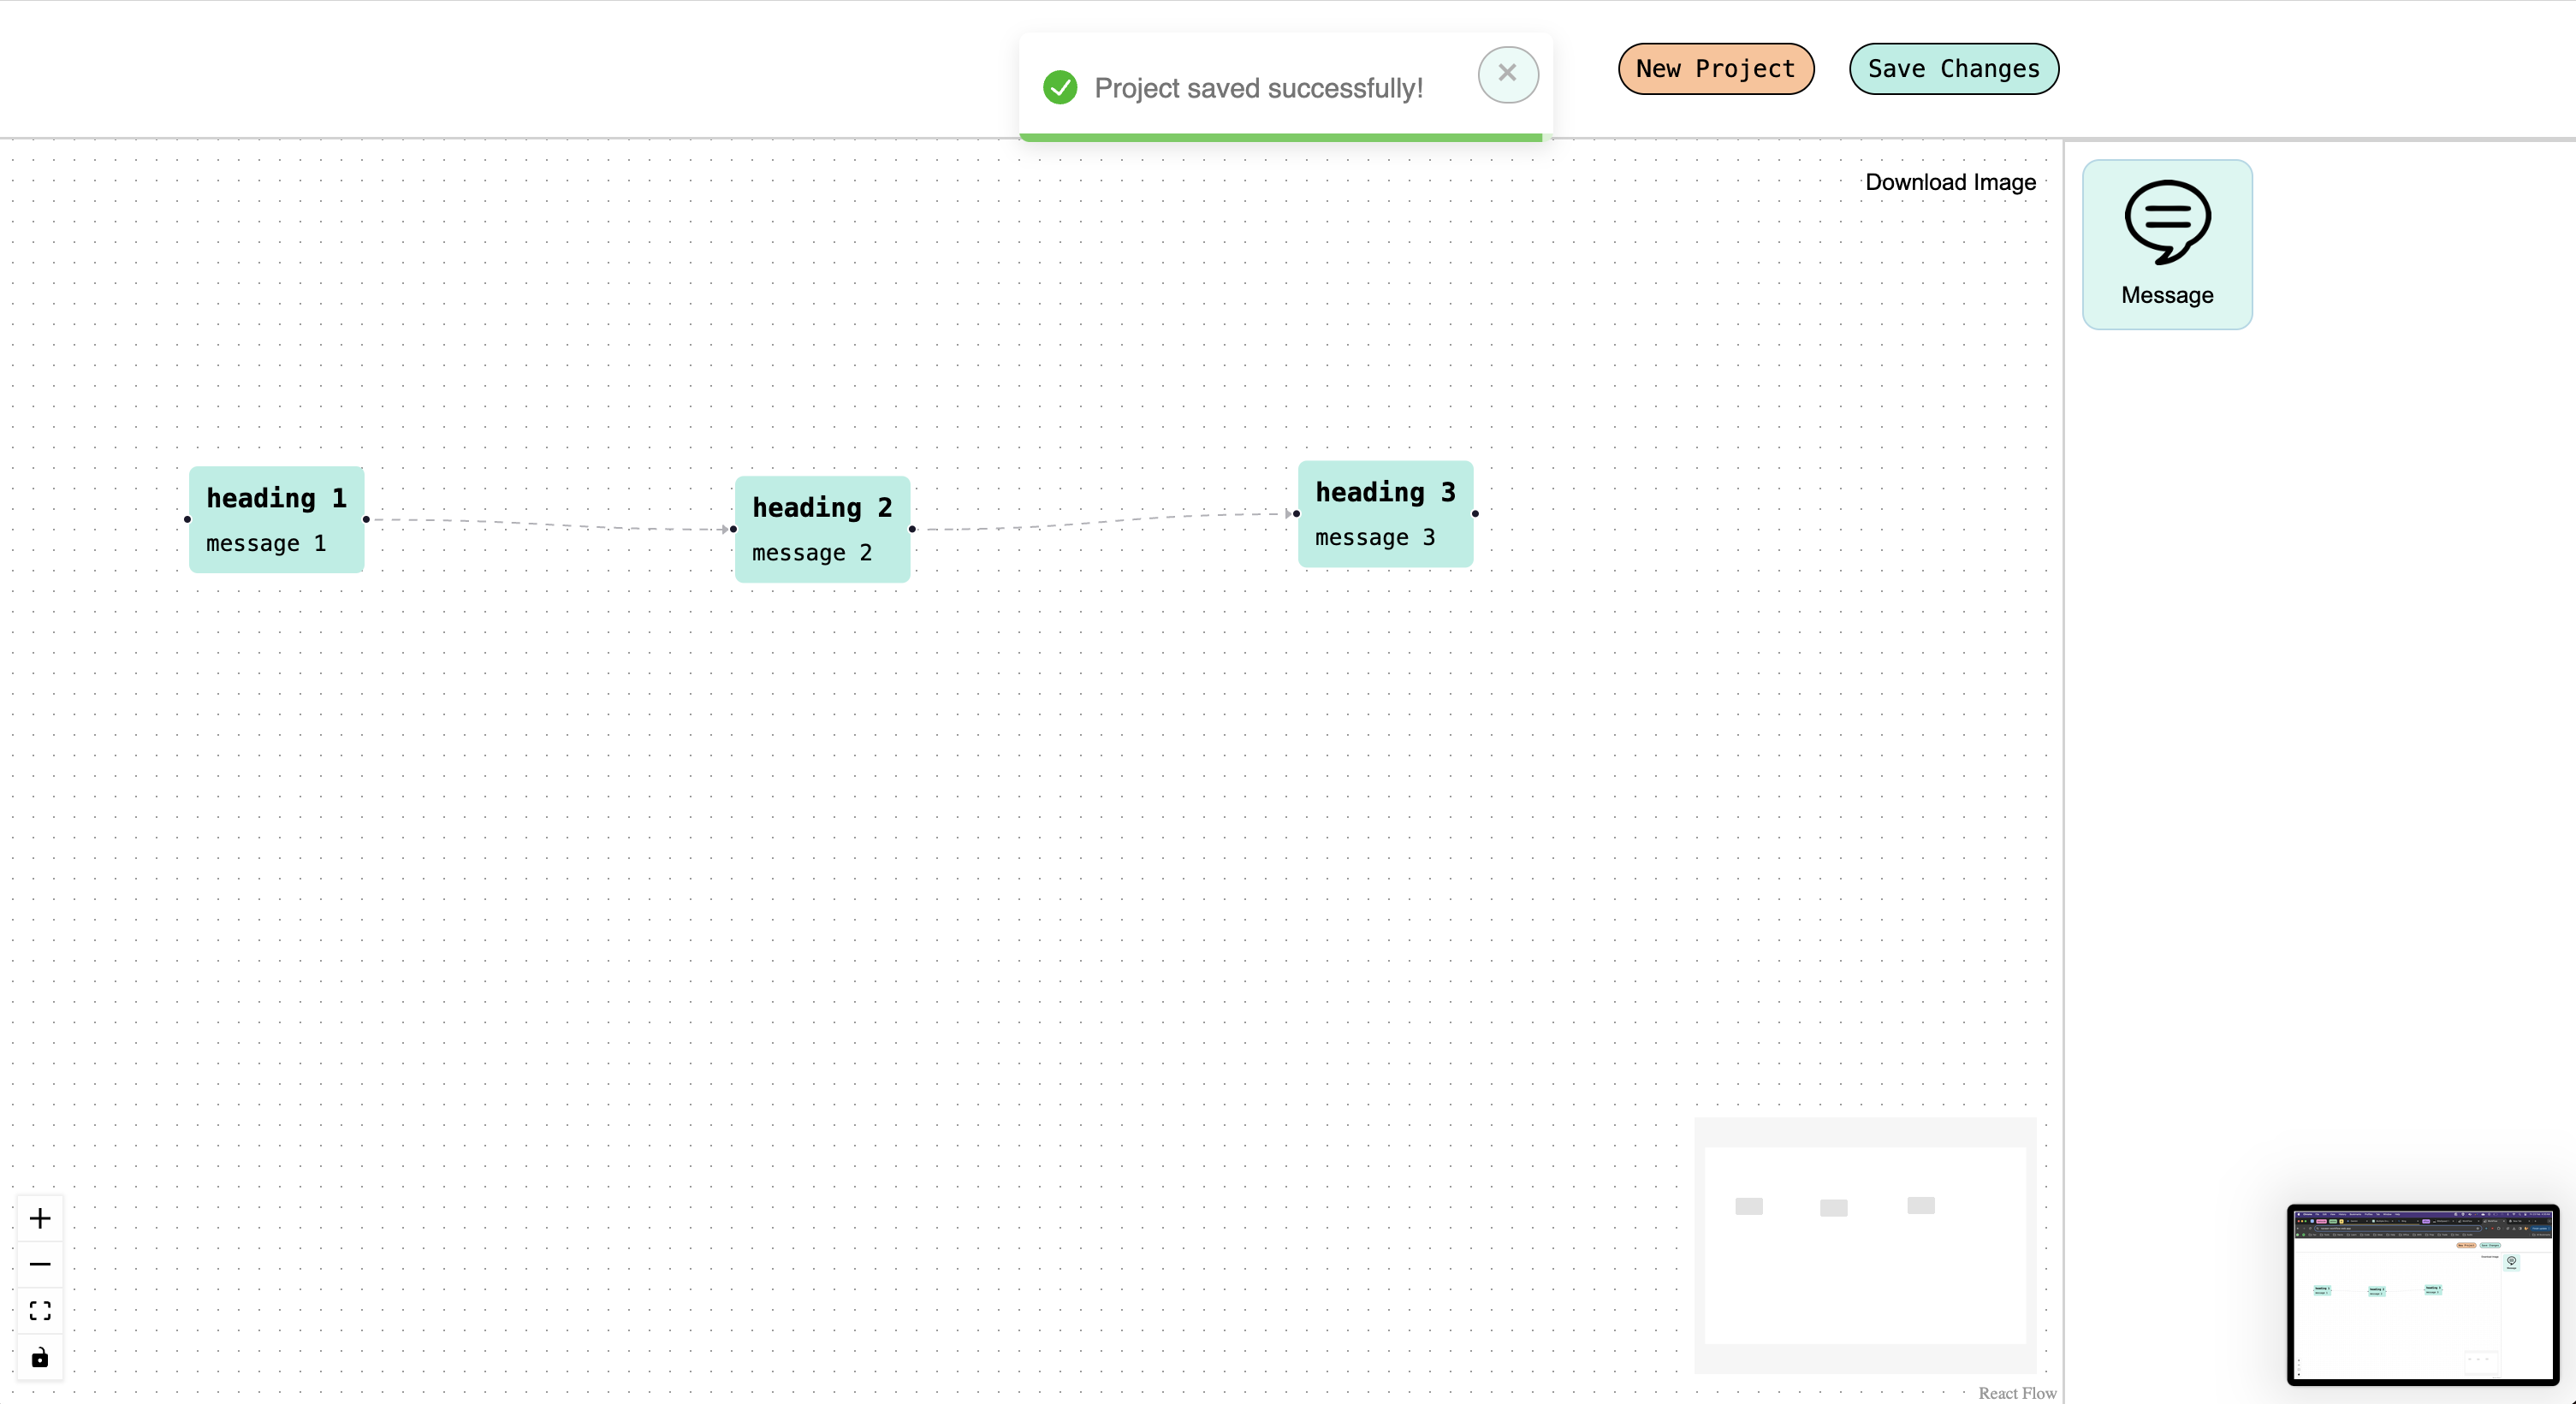 Project saved successfully!
New Project
Save Changes
Download Image
Message
heading 1
message 1
heading 2
message 2
heading 3
message 3
React Flow